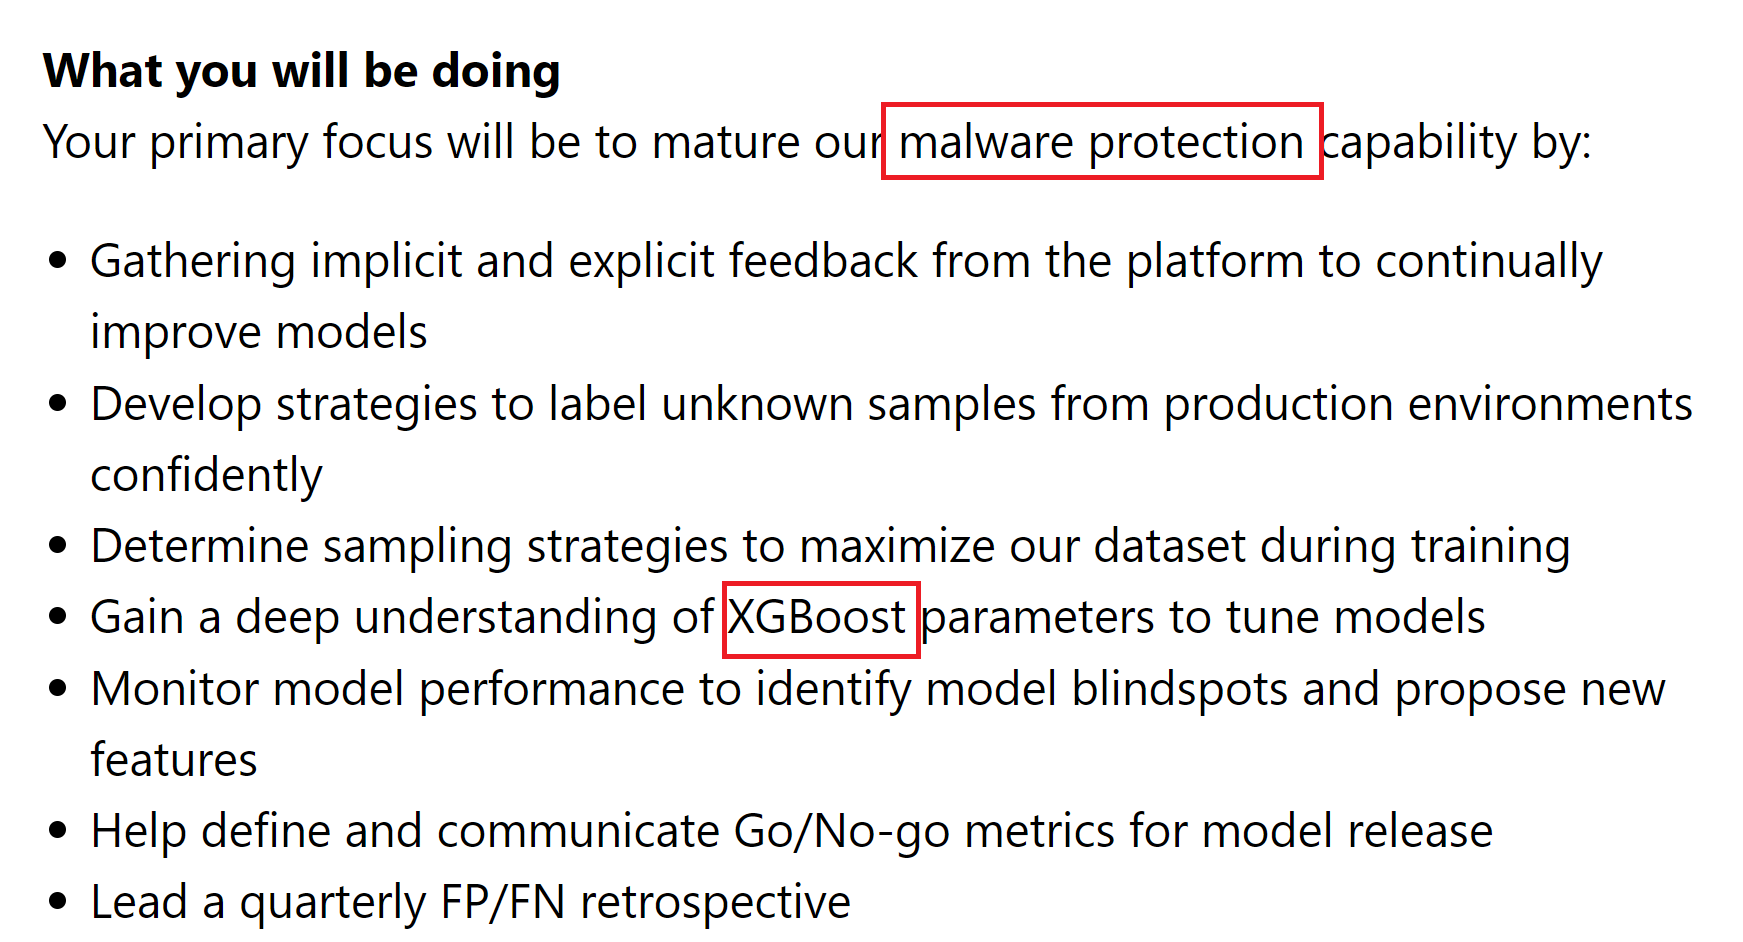 What you will be doing
Your primary focus will be to mature our malware protection capability by:
• Gathering implicit and explicit feedback from the platform to continually
improve models
• Develop strategies to label unknown samples from production environments
confidently
• Determine sampling strategies to maximize our dataset during training
• Gain a deep understanding of XGBoost parameters to tune models
• Monitor model performance to identify model blindspots and propose new
features
• Help define and communicate Go/No-go metrics for model release
• Lead a quarterly FP/FN retrospective